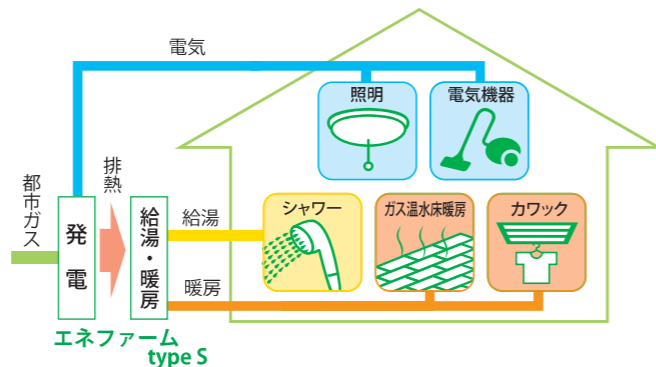 電気
照明
電気機器
都市ガス
発電
排熱
給湯・暖房
給湯
暖房
シャワー
ガス温水床暖房
カワック
エネファーム
type S